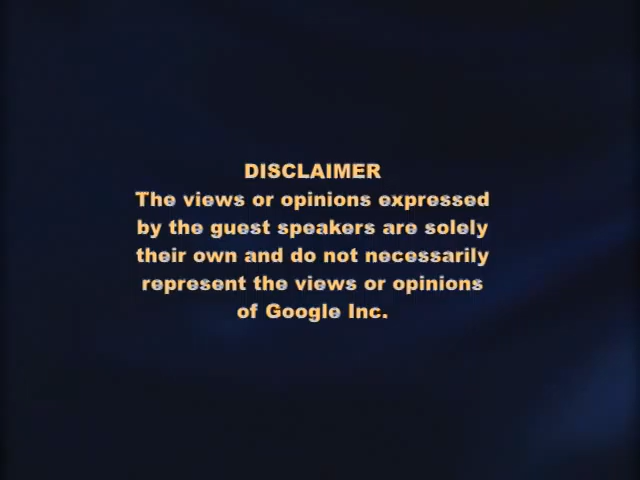 DISCLAIMER
The views or opinions expressed
by the guest speakers are solely
their own and do not necessarily
represent the views or opinions
of Google Inc.